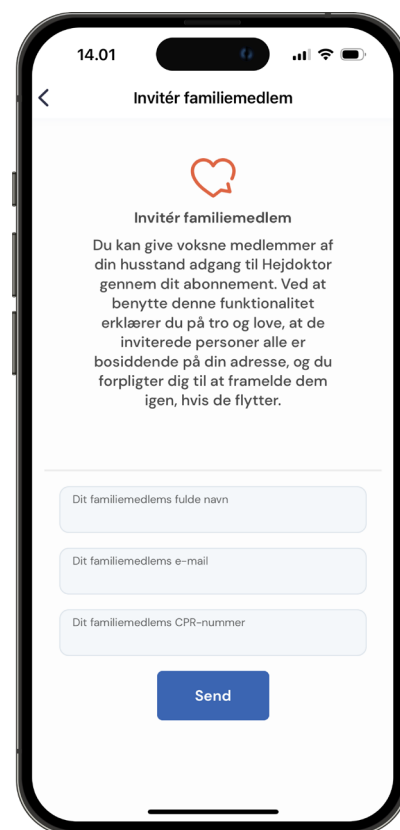 14.01
Invitér familiemedlem
Invitér familiemedlem
Du kan give voksne medlemmer af
din husstand adgang til Hejdoktor
gennem dit abonnement. Ved at
benytte denne funktionalitet
erklærer du på tro og love, at de
inviterede personer alle er
bosiddende på din adresse, og du
forpligter dig til at framelde dem
igen, hvis de flytter.
Dit familiemedlems fulde navn
Dit familiemedlems e-mail
Dit familiemedlems CPR-nummer
Send